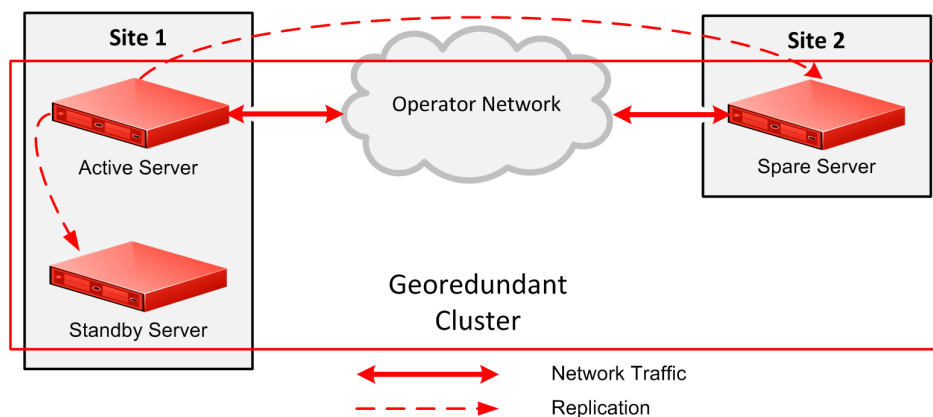 Site 1
Site 2
Operator Network
Active Server
Spare Server
Standby Server
Georedundant
Cluster
Network Traffic
Replication